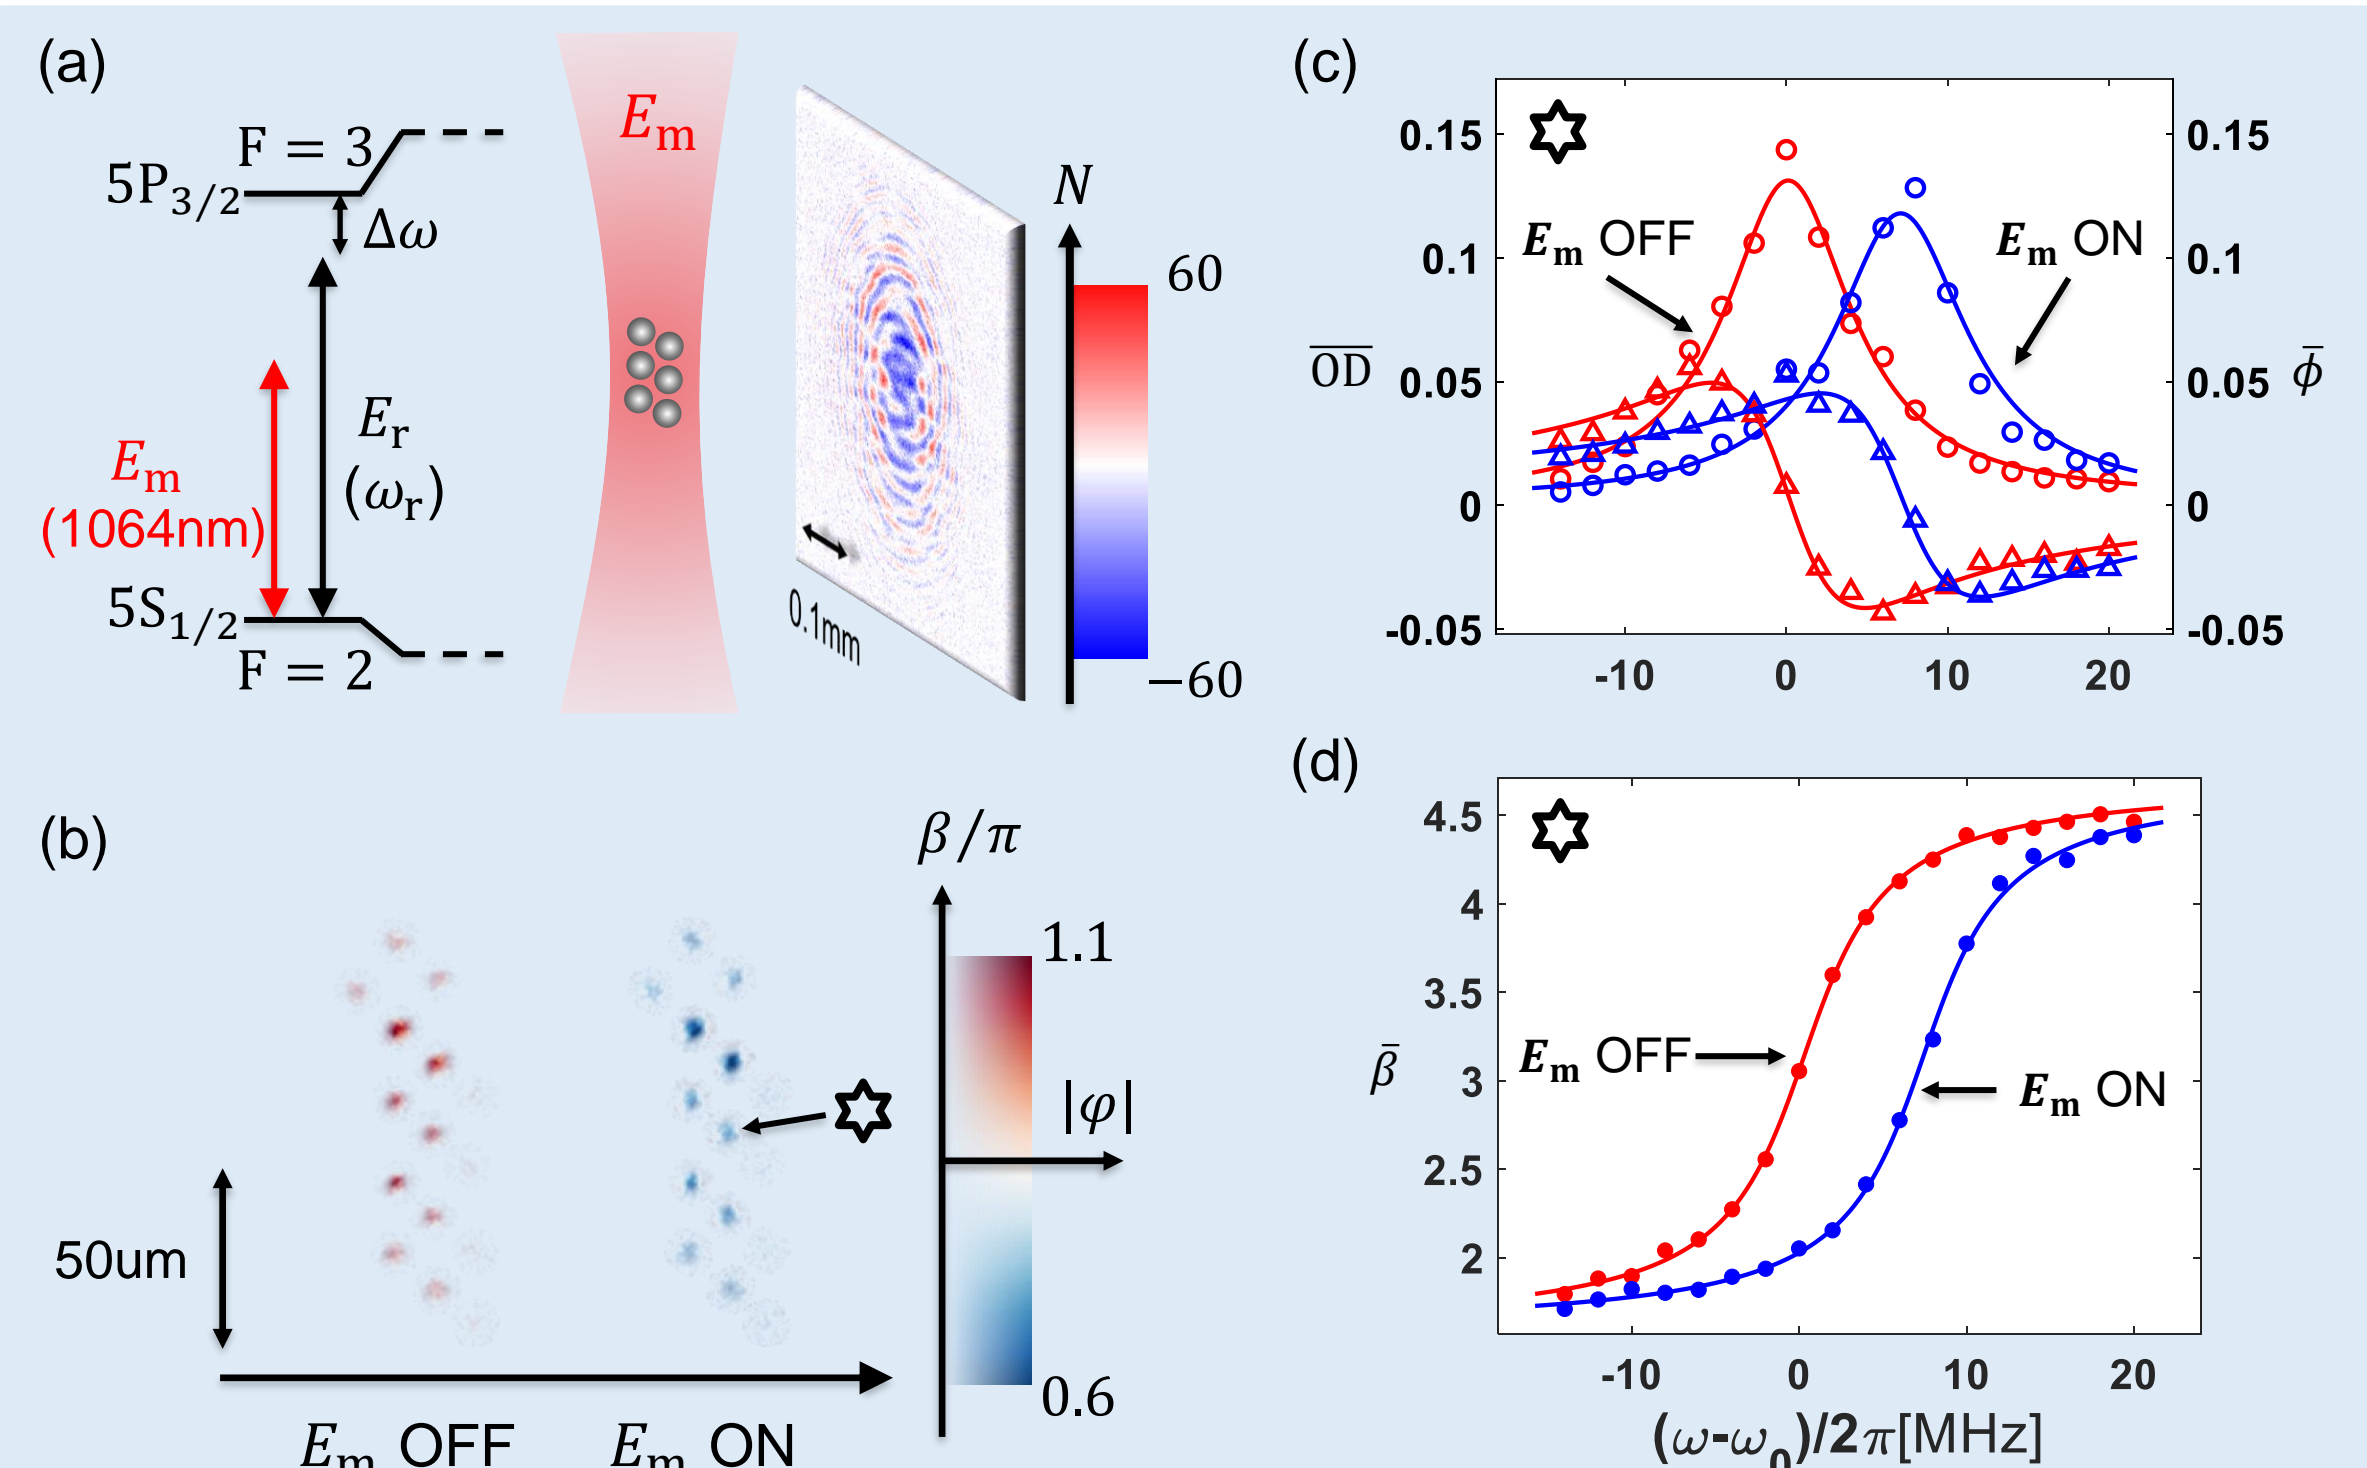 (a)
F = 3
5P3/2
Δω
Er
(ωr)
Em
(1064nm)
5S1/2
F = 2
Em
0.1mm
N
60
−60
(b)
50um
Em OFF
Em ON
β/π
1.1
|φ|
0.6
(c)
0.15
0.1
0.05
0
-0.05
O̅D̅
Em OFF
Em ON
0.15
0.1
0.05
0
-0.05
ϕ̄
-10 0 10 20
(d)
4.5
4
3.5
3
2.5
2
β̄
Em OFF
Em ON
-10 0 10 20
(ω-ω0)/2π[MHz]